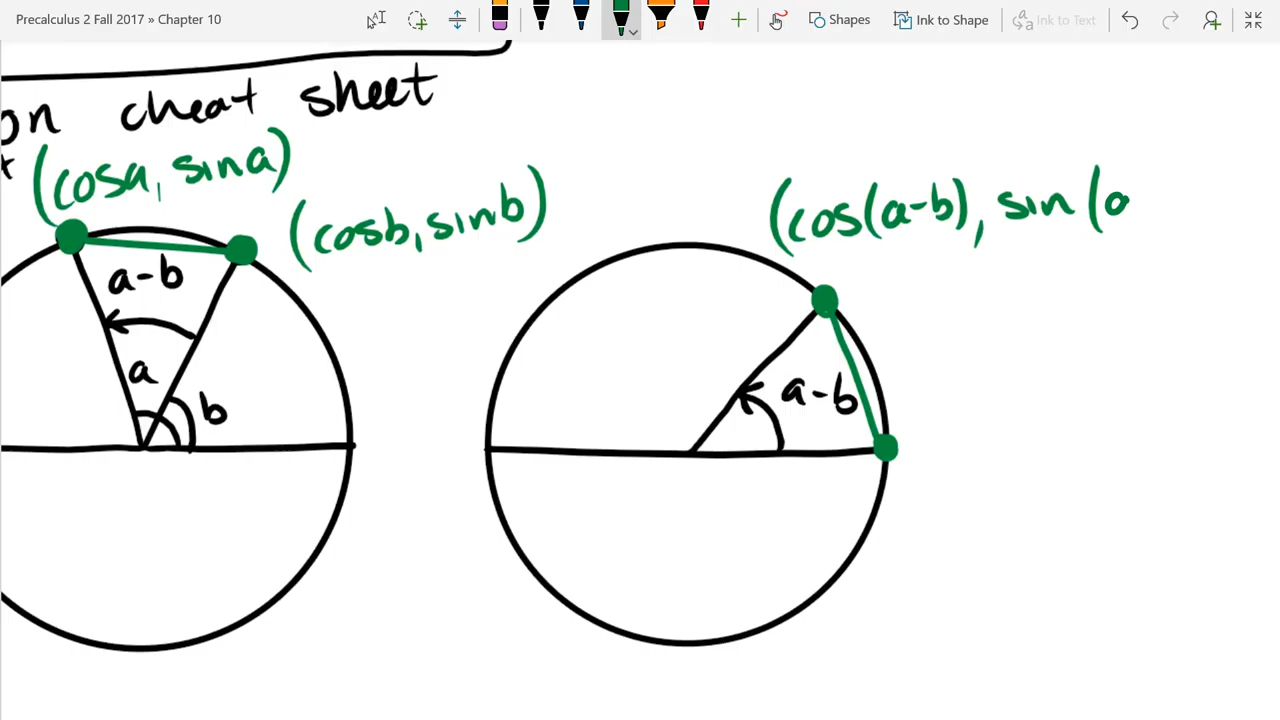 Precalculus 2 Fall 2017 » Chapter 10
Shapes
Ink to Shape
Ink to Text
on cheat sheet
(cosa, sina)
(cosb, sinb)
(cos(a-b), sin(a
a-b
a
b
a-b